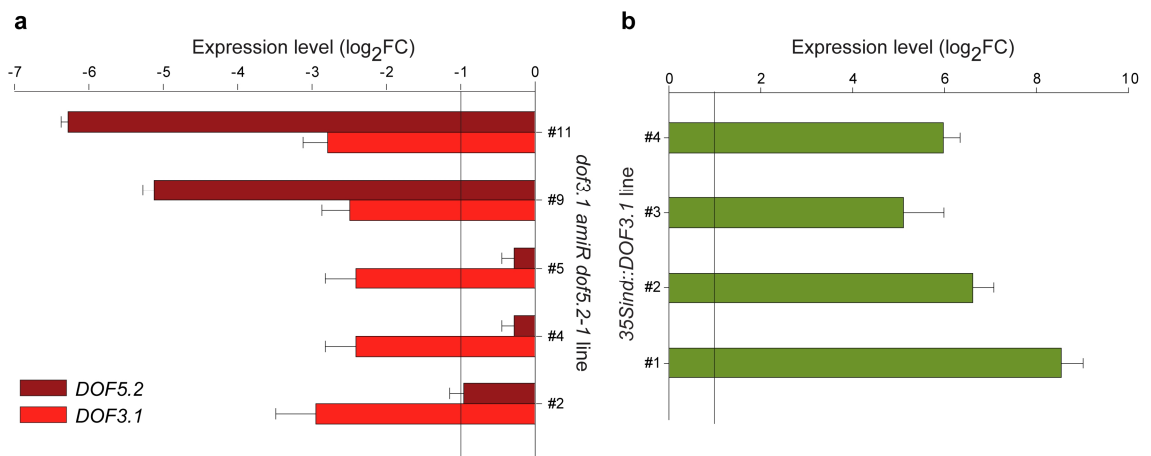 a
Expression level (log2FC)
-7 -6 -5 -4 -3 -2 -1 0
#11
#9
#5
#4
#2
dof3.1 amiR dof5.2-1 line
DOF5.2
DOF3.1
b
Expression level (log2FC)
0 2 4 6 8 10
#4
#3
#2
#1
35Sind::DOF3.1 line